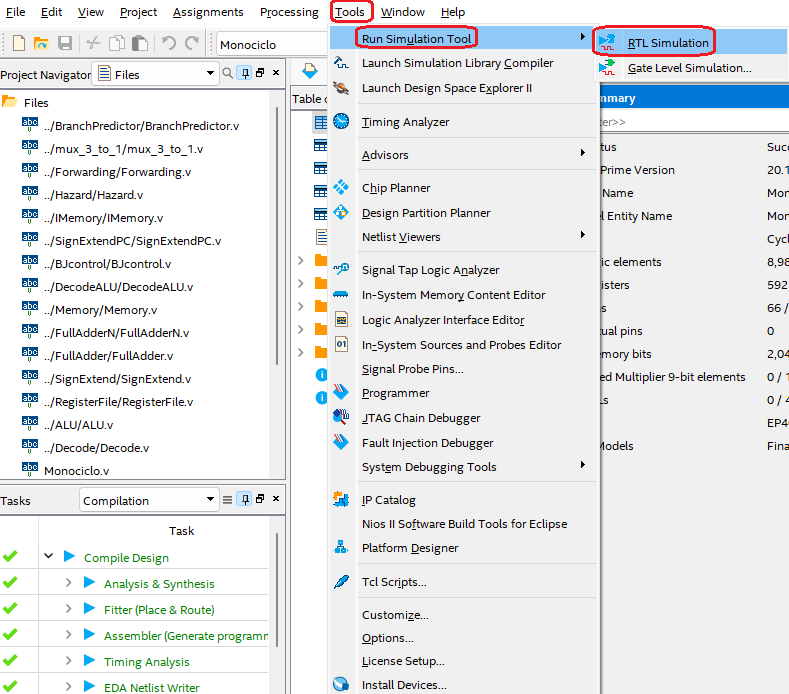 File Edit View Project Assignments Processing Tools Window Help
Monociclo
Project Navigator Files
Files
../BranchPredictor/BranchPredictor.v
../mux_3_to_1/mux_3_to_1.v
../Forwarding/Forwarding.v
../Hazard/Hazard.v
../IMemory/IMemory.v
../SignExtendPC/SignExtendPC.v
../BJcontrol/BJcontrol.v
../DecodeALU/DecodeALU.v
../Memory/Memory.v
../FullAdderN/FullAdderN.v
../FullAdder/FullAdder.v
../SignExtend/SignExtend.v
../RegisterFile/RegisterFile.v
../ALU/ALU.v
../Decode/Decode.v
Monociclo.v
Tasks Compilation
Task
Compile Design
Analysis & Synthesis
Fitter (Place & Route)
Assembler (Generate programm
Timing Analysis
EDA Netlist Writer
Table o
Run Simulation Tool
Launch Simulation Library Compiler
Launch Design Space Explorer II
Timing Analyzer
Advisors
Chip Planner
Design Partition Planner
Netlist Viewers
Signal Tap Logic Analyzer
In-System Memory Content Editor
Logic Analyzer Interface Editor
In-System Sources and Probes Editor
Signal Probe Pins...
Programmer
JTAG Chain Debugger
Fault Injection Debugger
System Debugging Tools
IP Catalog
Nios II Software Build Tools for Eclipse
Platform Designer
Tcl Scripts...
Customize...
Options...
License Setup...
Install Devices...
RTL Simulation
Gate Level Simulation...
mmary
ter>>
tus Succ
Prime Version 20.1
Name Mon
l Entity Name Mon
Cycl
ic elements 8,98
isters 592
s 66 /
tual pins 0
emory bits 2,04
ed Multiplier 9-bit elements 0 / 1
Ls 0 / 4
EP4
Models Fina